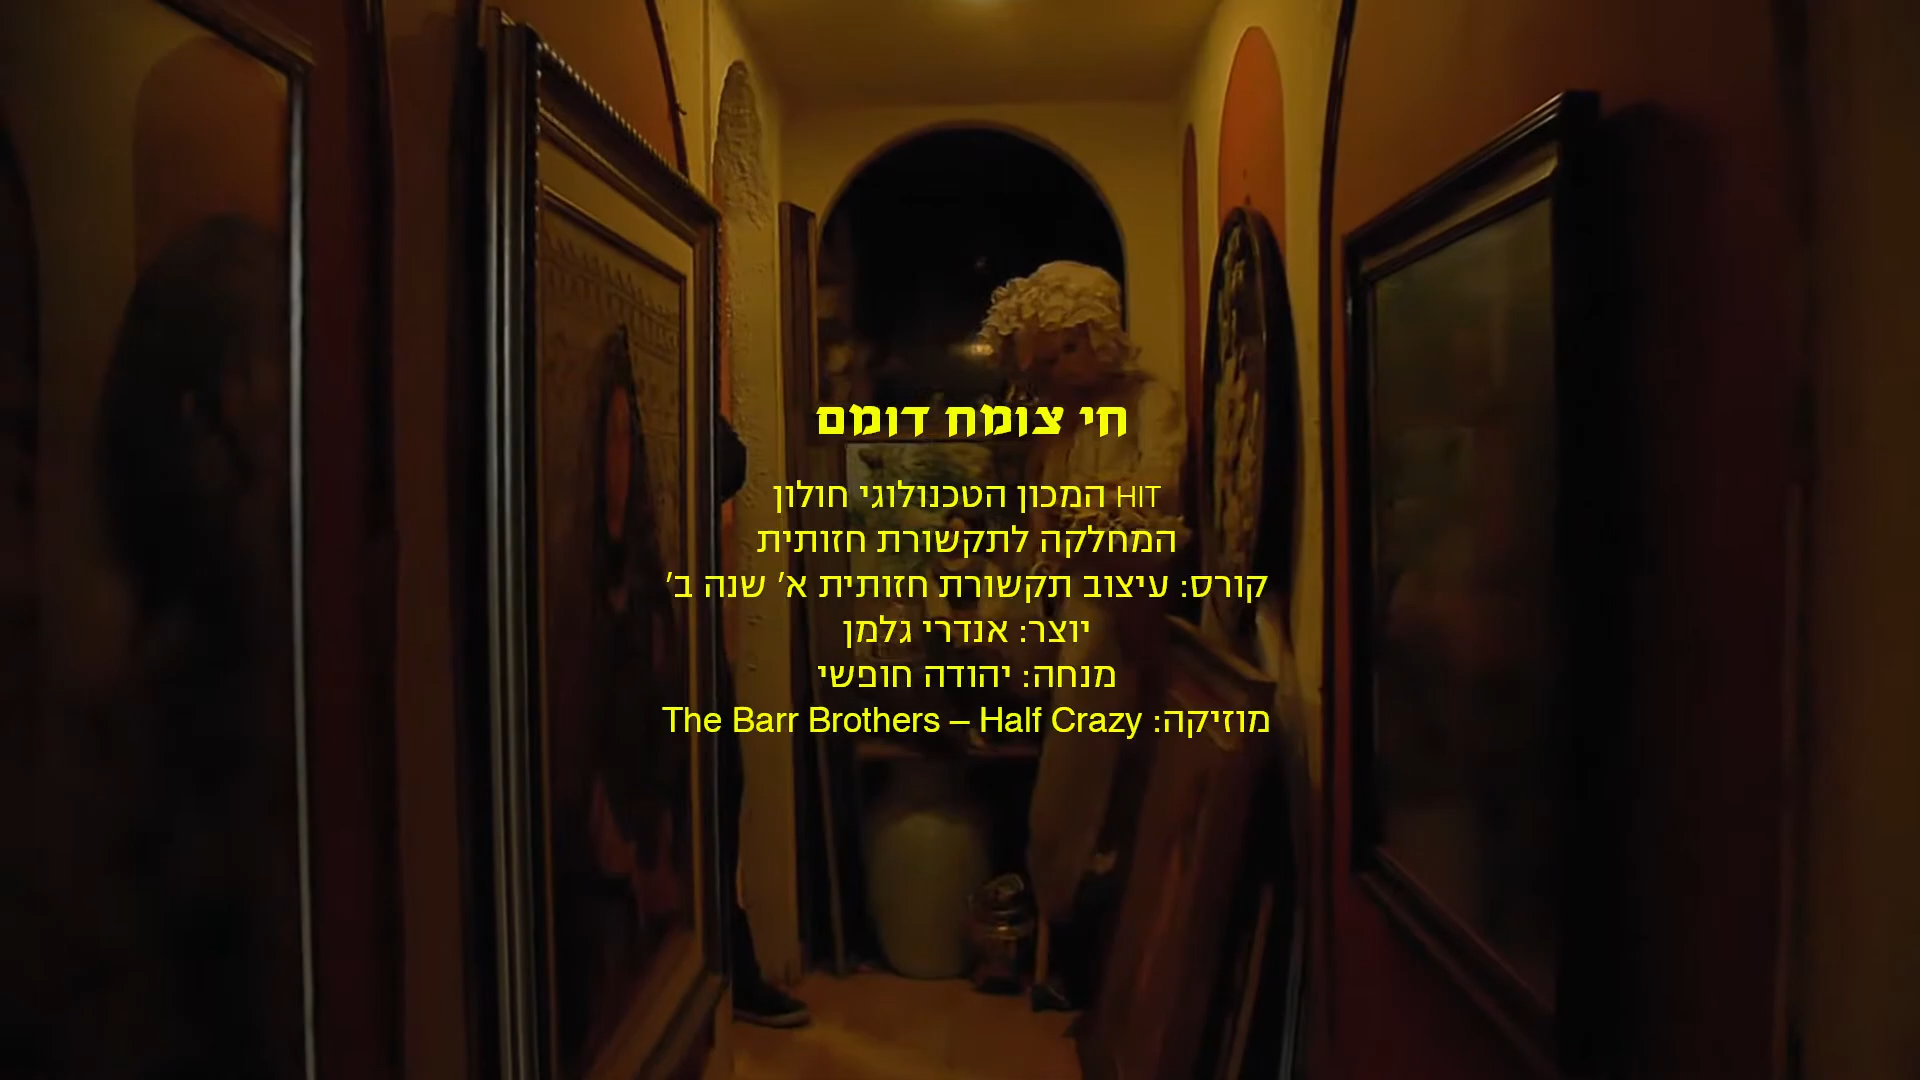 חי צומח דומם
HIT המכון הטכנולוגי חולון
המחלקה לתקשורת חזותית
קורס: עיצוב תקשורת חזותית א׳ שנה ב׳
יוצר: אנדרי גלמן
מנחה: יהודה חופשי
מוזיקה: The Barr Brothers – Half Crazy